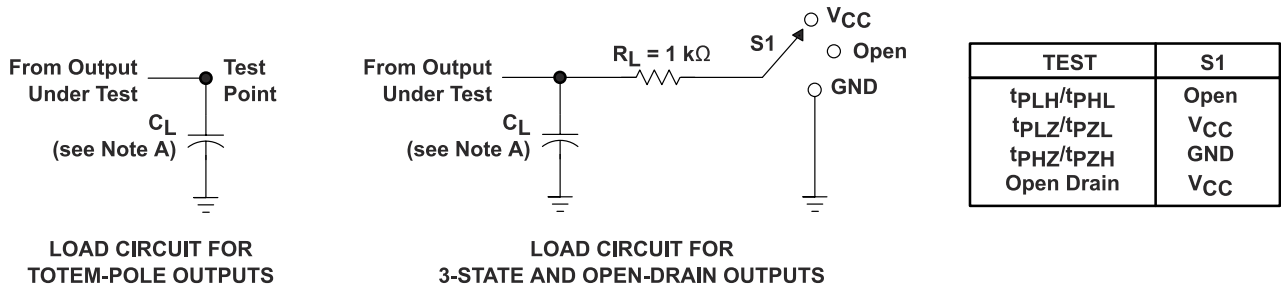 From Output
Under Test
Test
Point
CL
(see Note A)
LOAD CIRCUIT FOR
TOTEM-POLE OUTPUTS
From Output
Under Test
RL = 1 kΩ
S1
VCC
Open
GND
CL
(see Note A)
LOAD CIRCUIT FOR
3-STATE AND OPEN-DRAIN OUTPUTS
TEST S1
tPLH/tPHL Open
tPLZ/tPZL VCC
tPHZ/tPZH GND
Open Drain VCC